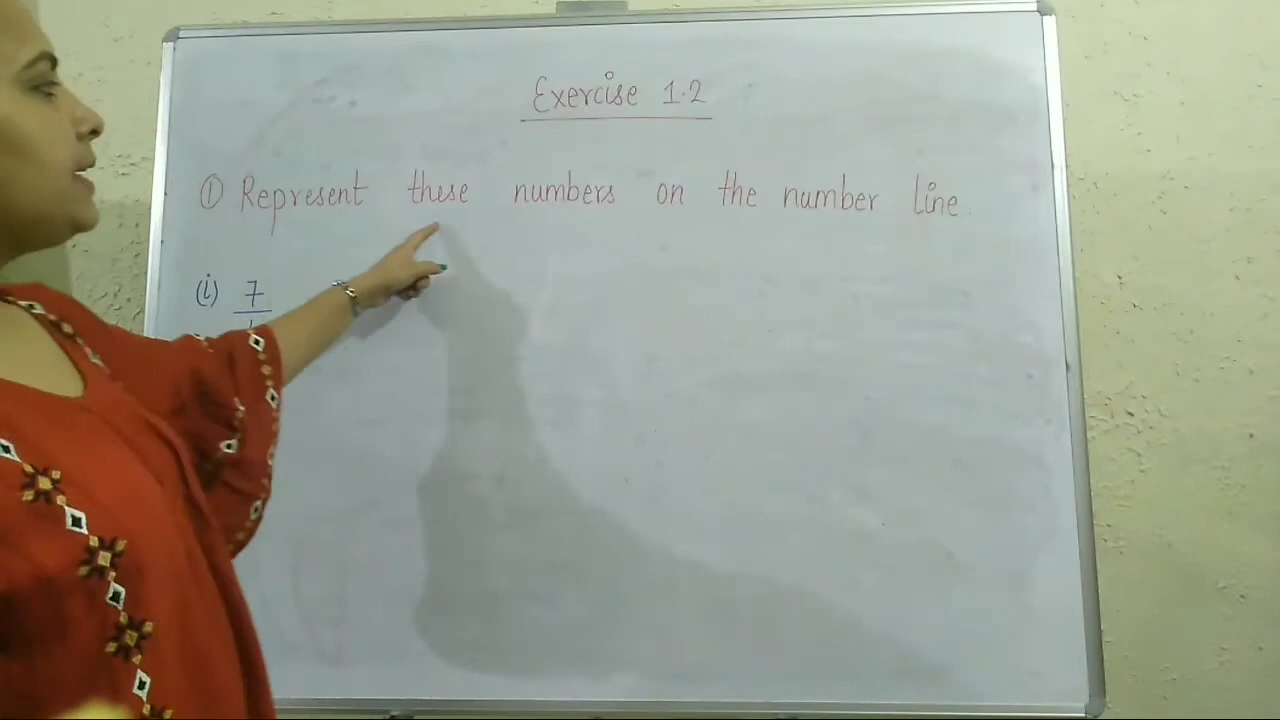 Exercise 1.2
① Represent these numbers on the number line
(i) 7